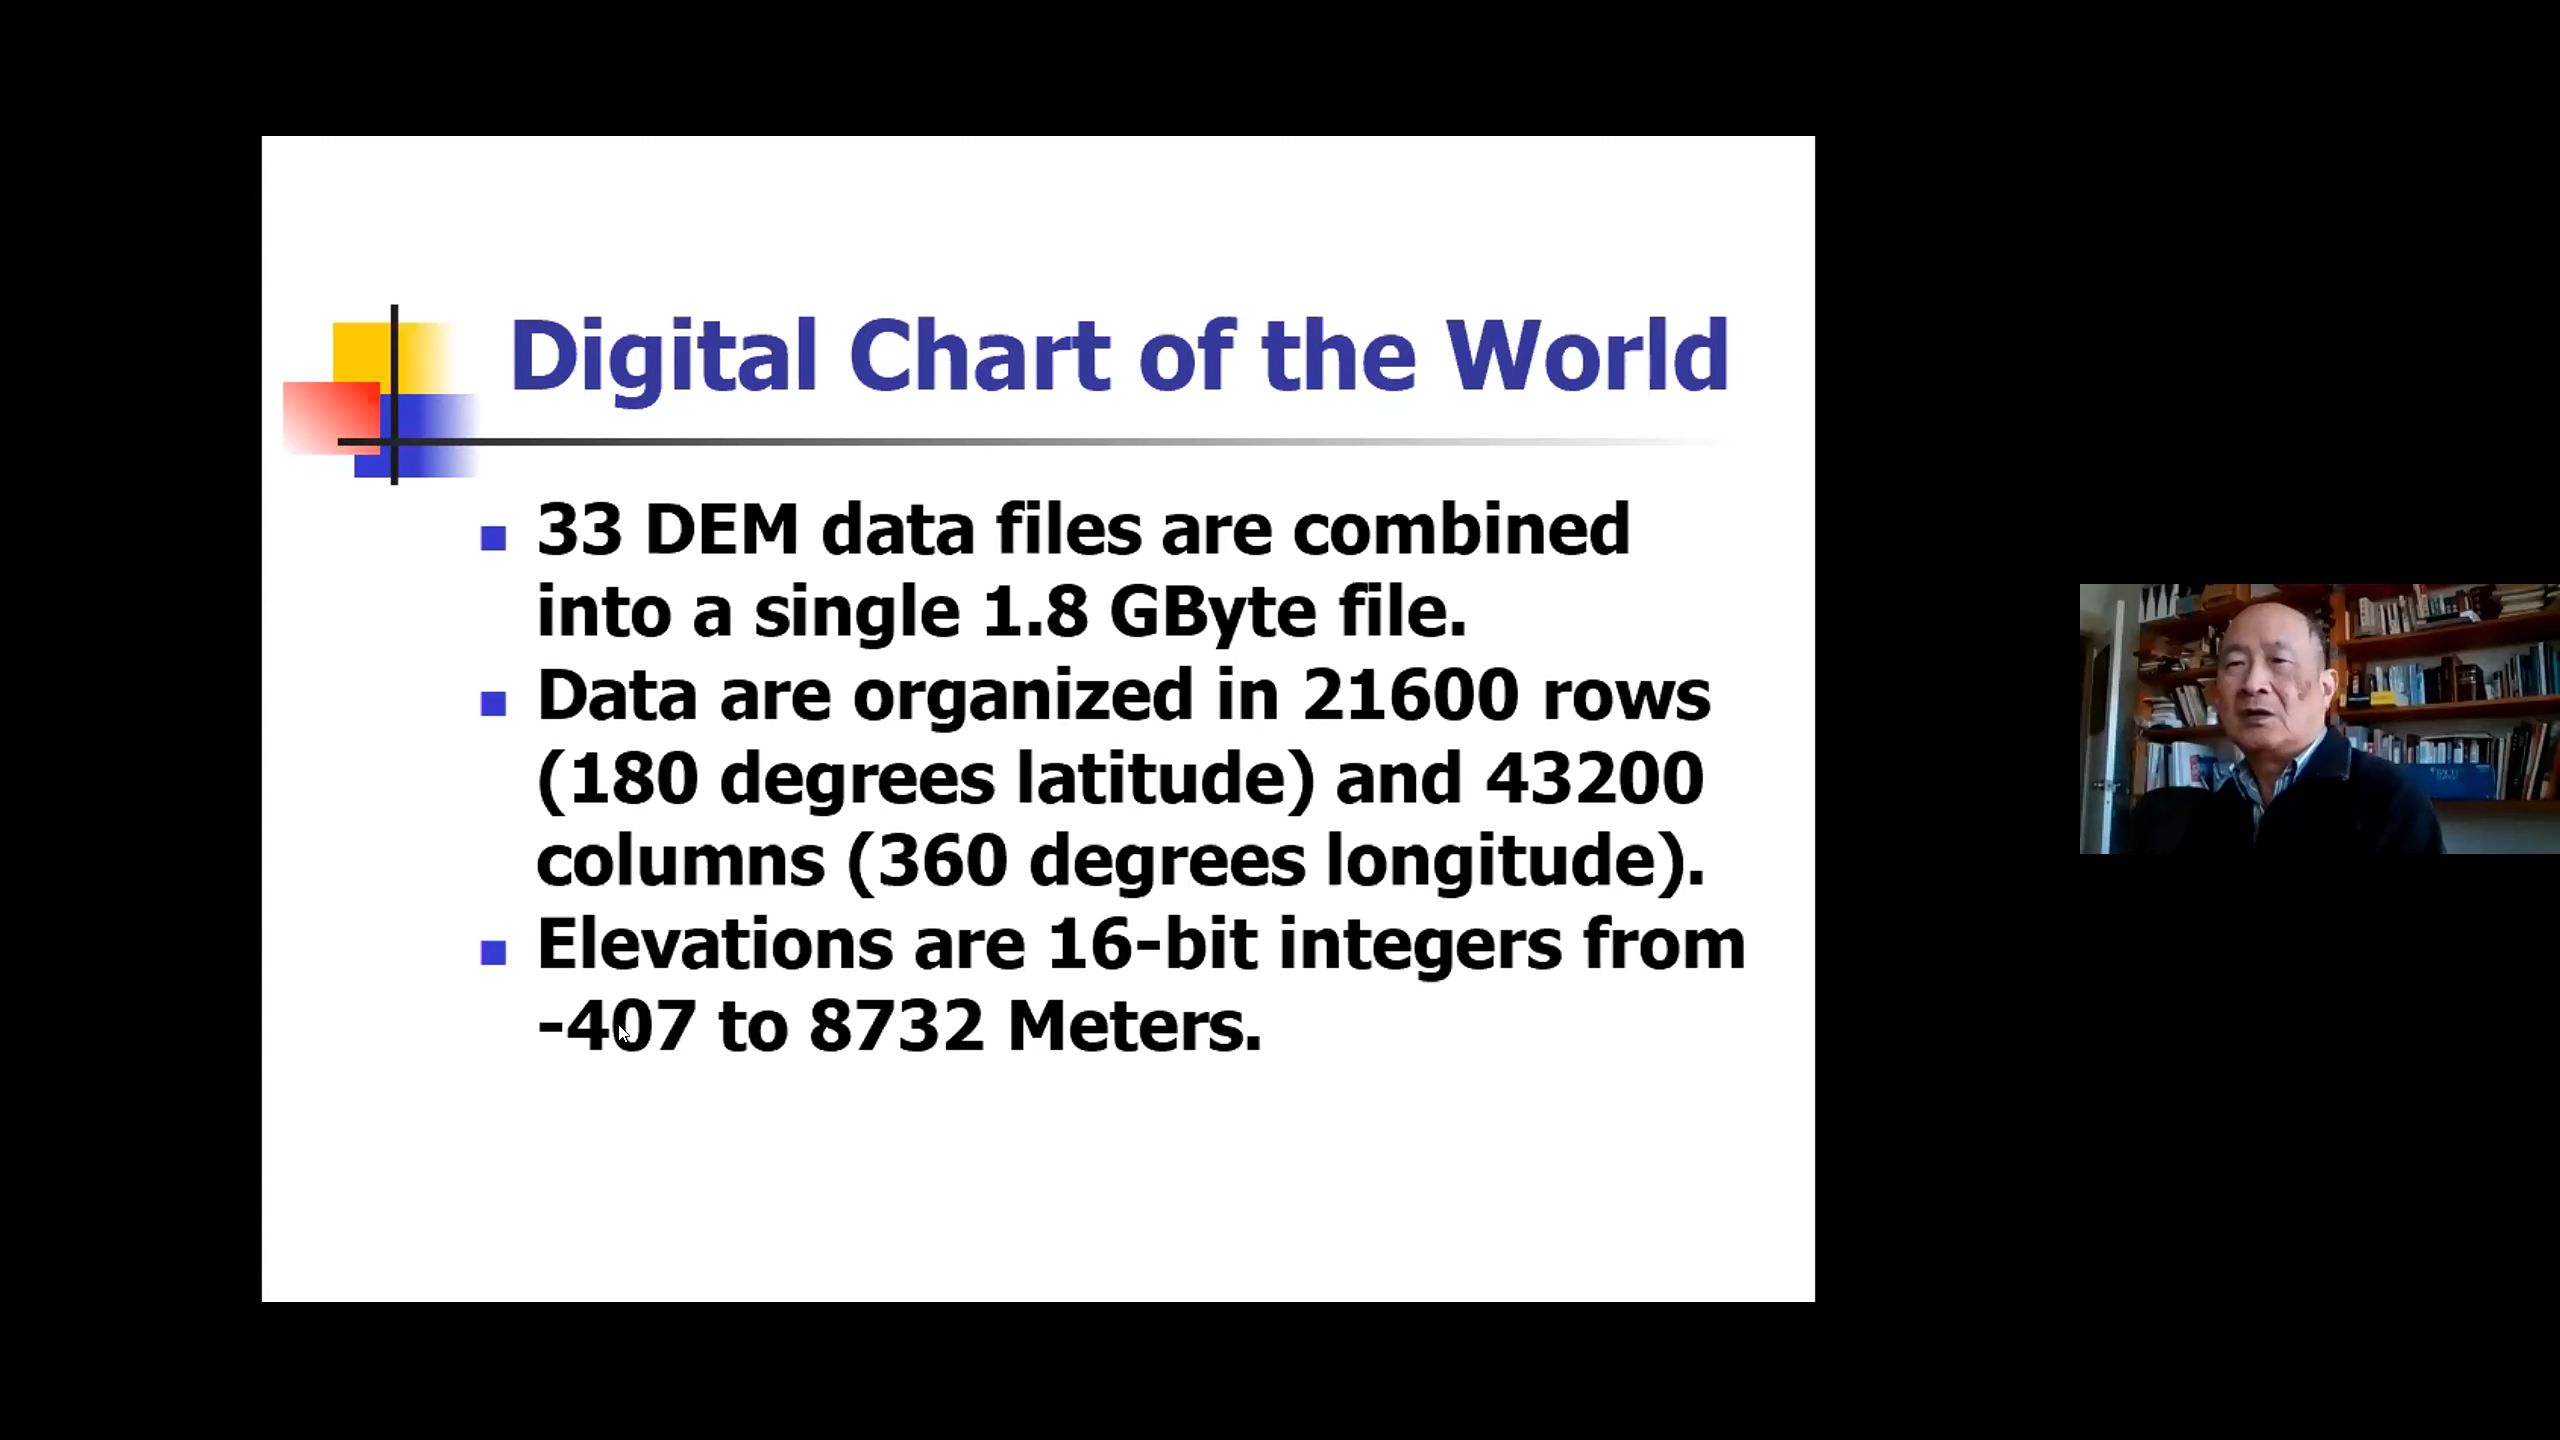 Digital Chart of the World
33 DEM data files are combined
into a single 1.8 GByte file.
Data are organized in 21600 rows
(180 degrees latitude) and 43200
columns (360 degrees longitude).
Elevations are 16-bit integers from
-407 to 8732 Meters.